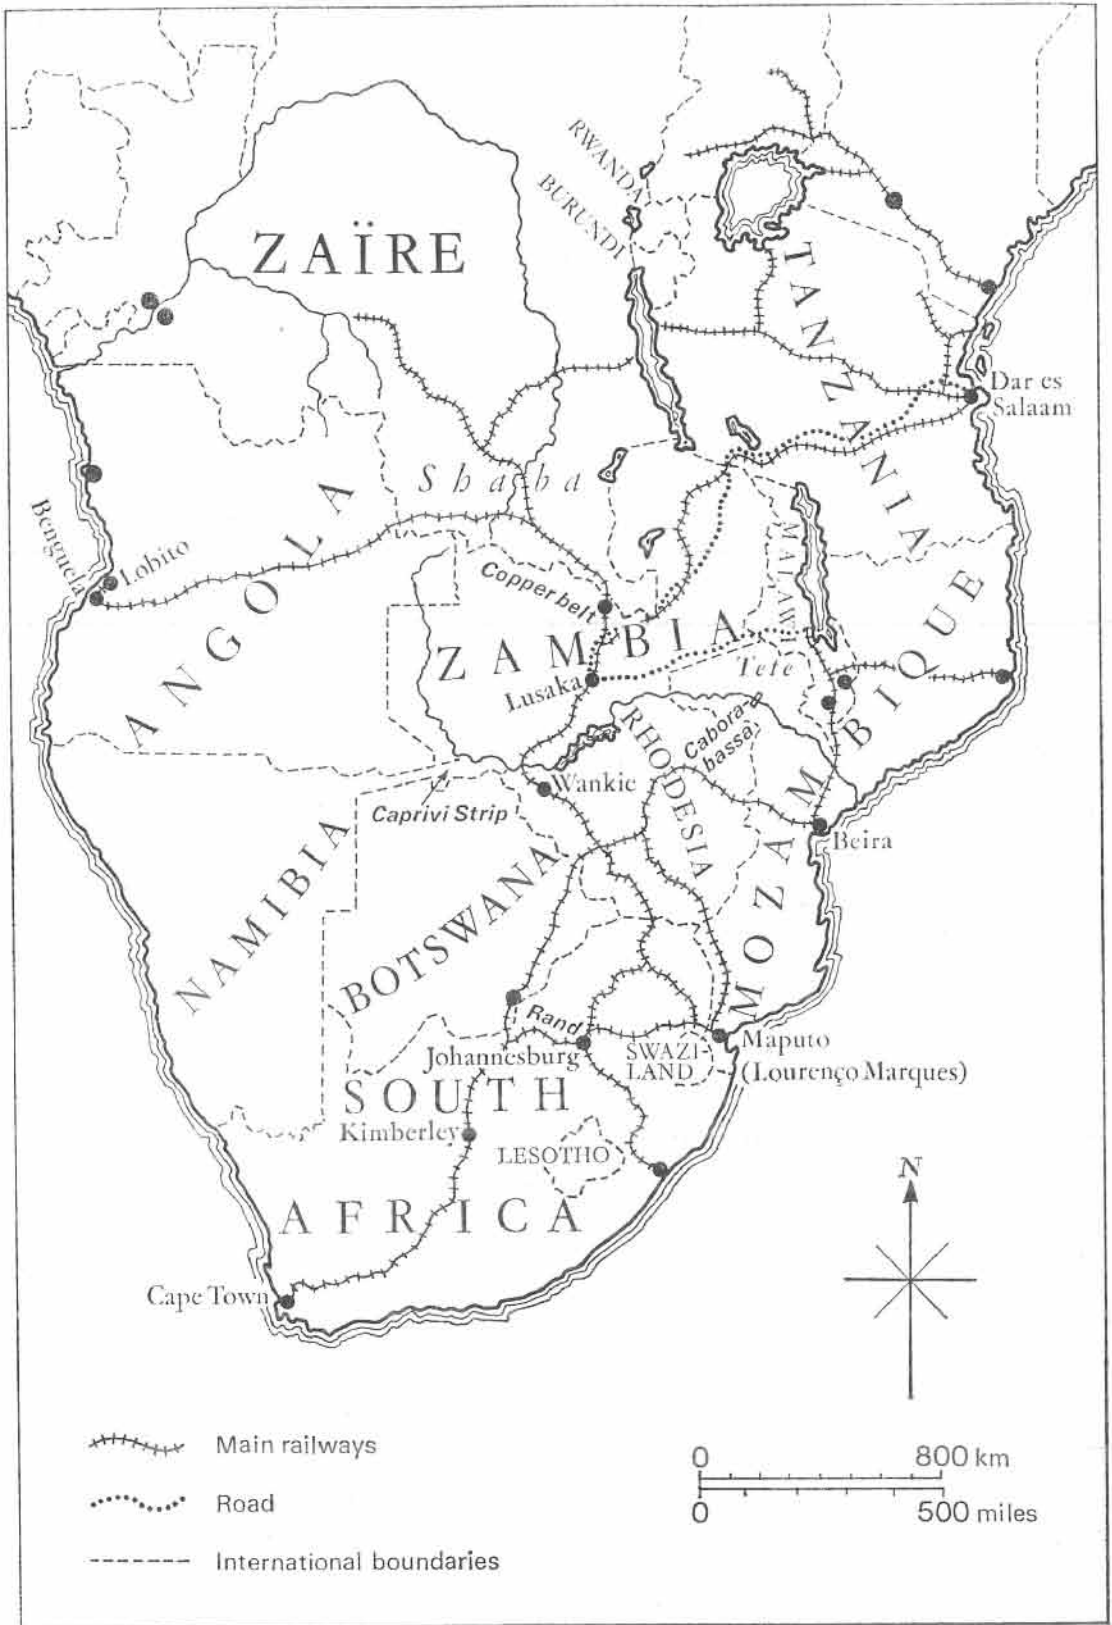 RWANDA
BURUNDI
ZAÏRE
TANZANIA
Dar es
Salaam
Shaba
Benguela
Lobito
ANGOLA
Copper belt
MALAWI
ZAMBIA
Lusaka
Tete
MOZAMBIQUE
Cabora-
bassa
RHODESIA
Wankie
Caprivi Strip
Beira
NAMIBIA
BOTSWANA
Rand
Johannesburg
SWAZI-
LAND
Maputo
(Lourenço Marques)
SOUTH
Kimberley
LESOTHO
AFRICA
N
Cape Town
Main railways
Road
International boundaries
0 800 km
0 500 miles